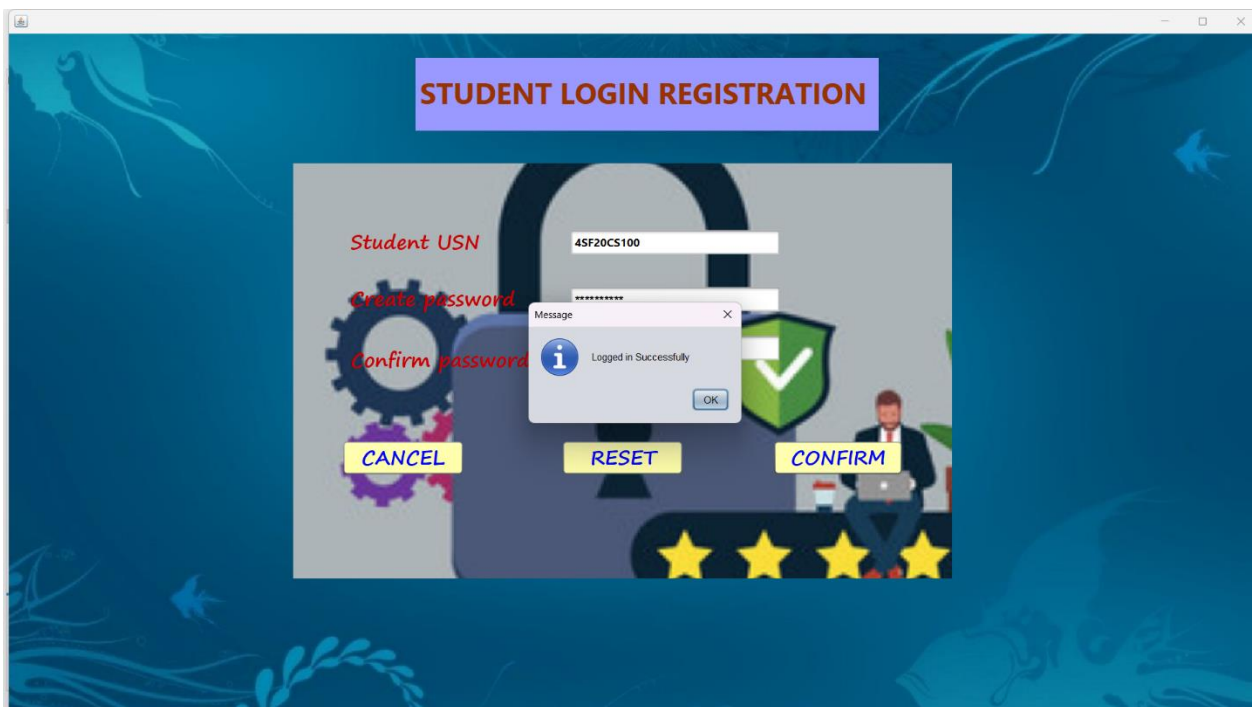 STUDENT LOGIN REGISTRATION
Student USN
4SF20CS100
Create password
**********
Message
Confirm password
Logged in Successfully
OK
CANCEL
RESET
CONFIRM